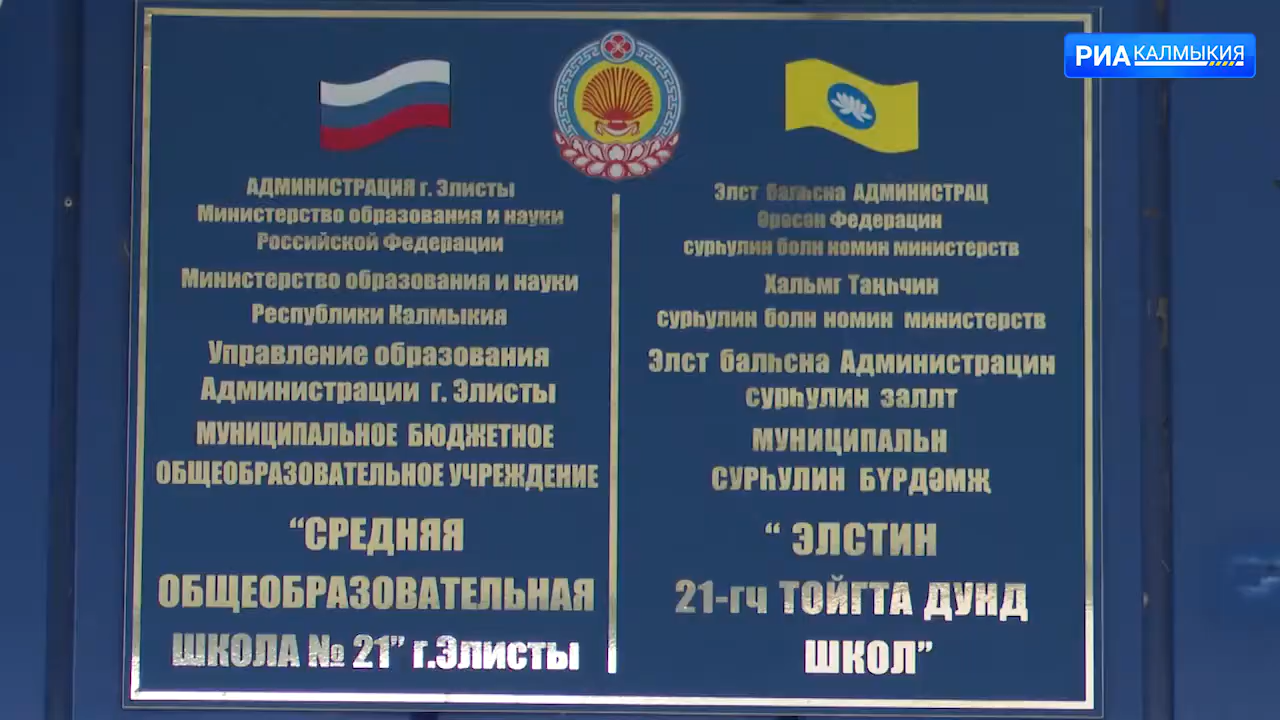 РИА КАЛМЫКИЯ
АДМИНИСТРАЦИЯ г. Элисты
Министерство образования и науки
Российской Федерации
Министерство образования и науки
Республики Калмыкия
Управление образования
Администрации г. Элисты
МУНИЦИПАЛЬНОЕ БЮДЖЕТНОЕ
ОБЩЕОБРАЗОВАТЕЛЬНОЕ УЧРЕЖДЕНИЕ
“СРЕДНЯЯ
ОБЩЕОБРАЗОВАТЕЛЬНАЯ
ШКОЛА № 21” г.Элисты
Элст балһсна АДМИНИСТРАЦ
Өрәсән Федерацин
сурһулин болн номин министерств
Хальмг Таңһчин
сурһулин болн номин министерств
Элст балһсна Администрацин
сурһулин заллт
МУНИЦИПАЛЬН
СУРҺУЛИН БҮРДӘМҖ
“ ЭЛСТИН
21-гч ТОЙГТА ДУНД
ШКОЛ”